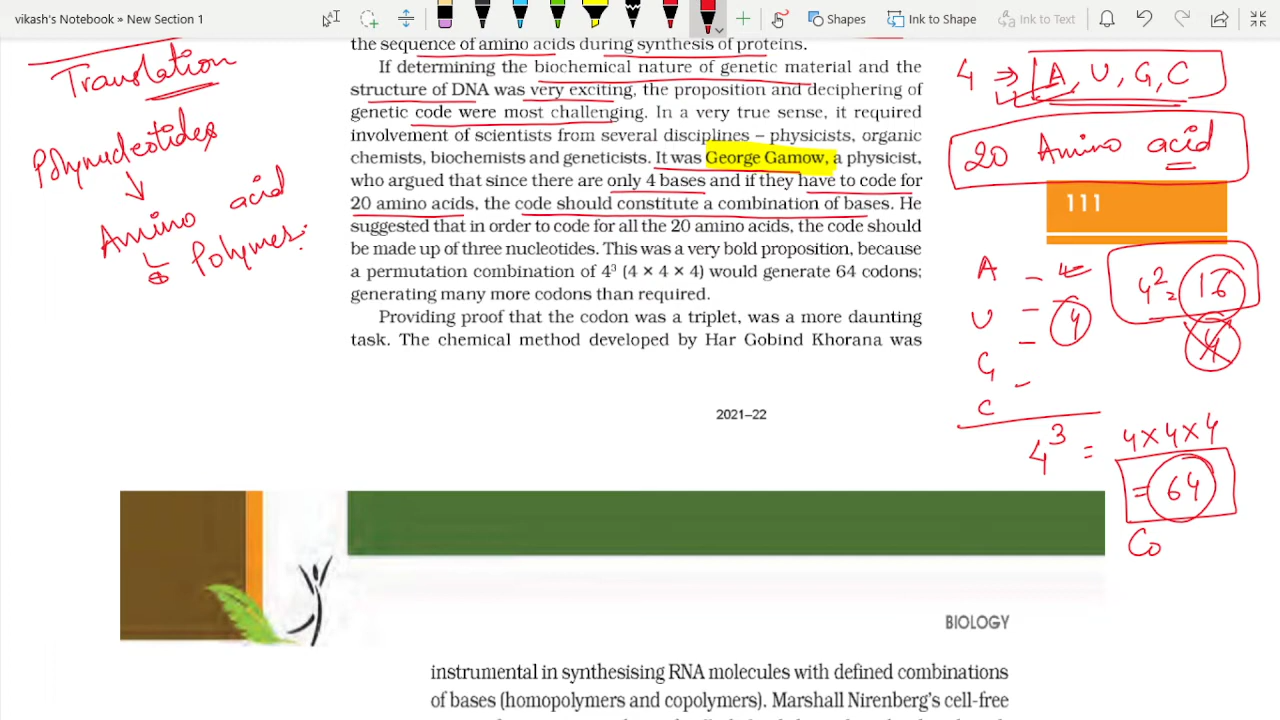 vikash's Notebook » New Section 1
Shapes
Ink to Shape
Ink to Text
Translation
Polynucleotides
Amino acid
Polymer
the sequence of amino acids during synthesis of proteins.
If determining the biochemical nature of genetic material and the
structure of DNA was very exciting, the proposition and deciphering of
genetic code were most challenging. In a very true sense, it required
involvement of scientists from several disciplines – physicists, organic
chemists, biochemists and geneticists. It was George Gamow, a physicist,
who argued that since there are only 4 bases and if they have to code for
20 amino acids, the code should constitute a combination of bases. He
suggested that in order to code for all the 20 amino acids, the code should
be made up of three nucleotides. This was a very bold proposition, because
a permutation combination of 4³ (4 × 4 × 4) would generate 64 codons;
generating many more codons than required.
Providing proof that the codon was a triplet, was a more daunting
task. The chemical method developed by Har Gobind Khorana was
2021–22
4 ⇒ A, U, G, C
20 Amino acid
111
A – 4
U – 4
G –
C –
4² = 16
4
4³ = 4×4×4
= 64
Co
BIOLOGY
instrumental in synthesising RNA molecules with defined combinations
of bases (homopolymers and copolymers). Marshall Nirenberg's cell-free